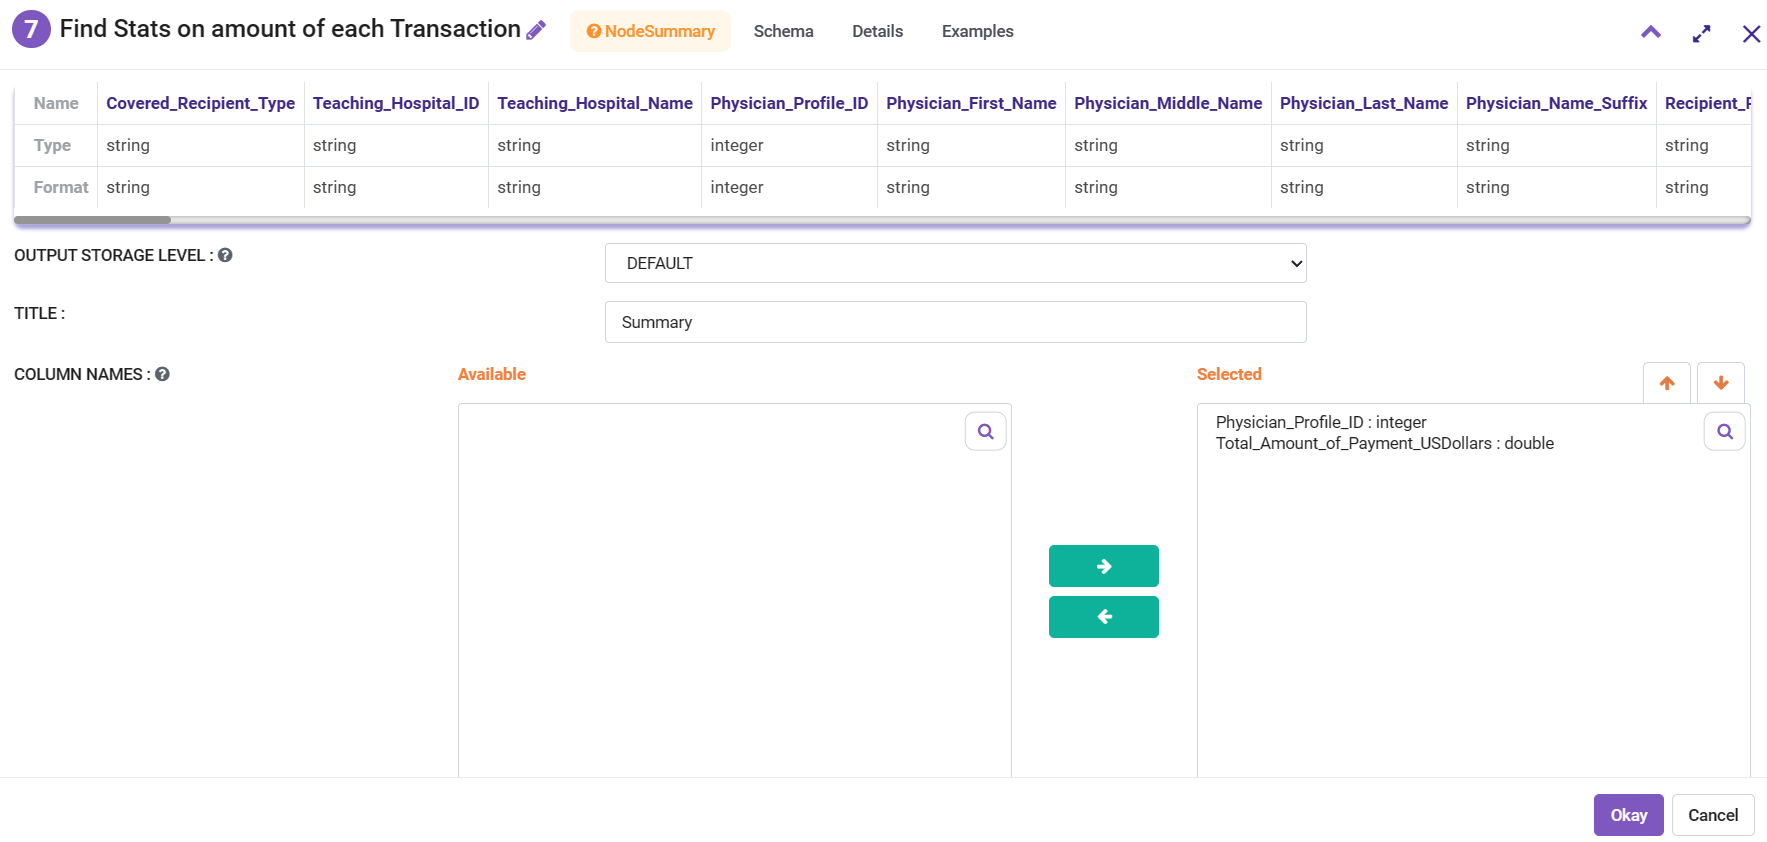 7 Find Stats on amount of each Transaction NodeSummary Schema Details Examples
Name Covered_Recipient_Type Teaching_Hospital_ID Teaching_Hospital_Name Physician_Profile_ID Physician_First_Name Physician_Middle_Name Physician_Last_Name Physician_Name_Suffix
Type string string string integer string string string string string
Format string string string integer string string string string string
OUTPUT STORAGE LEVEL : DEFAULT
TITLE : Summary
COLUMN NAMES : Available Selected
Physician_Profile_ID : integer
Total_Amount_of_Payment_USDollars : double
Okay Cancel